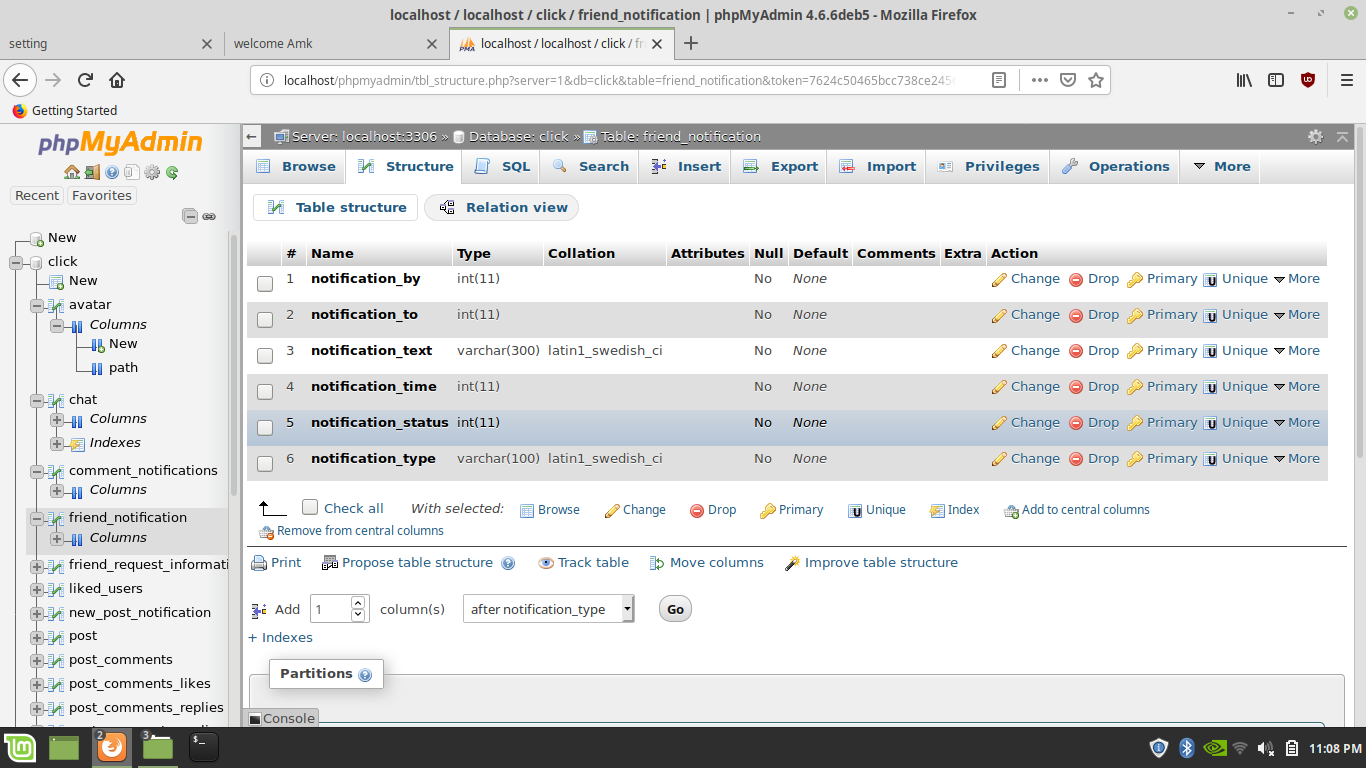 localhost / localhost / click / friend_notification | phpMyAdmin 4.6.6deb5 - Mozilla Firefox
setting
welcome Amk
localhost / localhost / click / fr
localhost/phpmyadmin/tbl_structure.php?server=1&db=click&table=friend_notification&token=7624c50465bcc738ce245
Getting Started
phpMyAdmin
Recent Favorites
New
click
New
avatar
Columns
New
path
chat
Columns
Indexes
comment_notifications
Columns
friend_notification
Columns
friend_request_informati
liked_users
new_post_notification
post
post_comments
post_comments_likes
post_comments_replies
Server: localhost:3306 » Database: click » Table: friend_notification
Browse Structure SQL Search Insert Export Import Privileges Operations More
Table structure Relation view
# Name Type Collation Attributes Null Default Comments Extra Action
1 notification_by int(11) No None Change Drop Primary Unique More
2 notification_to int(11) No None Change Drop Primary Unique More
3 notification_text varchar(300) latin1_swedish_ci No None Change Drop Primary Unique More
4 notification_time int(11) No None Change Drop Primary Unique More
5 notification_status int(11) No None Change Drop Primary Unique More
6 notification_type varchar(100) latin1_swedish_ci No None Change Drop Primary Unique More
Check all With selected: Browse Change Drop Primary Unique Index Add to central columns
Remove from central columns
Print Propose table structure Track table Move columns Improve table structure
Add 1 column(s) after notification_type Go
+ Indexes
Partitions
Console
2 3 11:08 PM